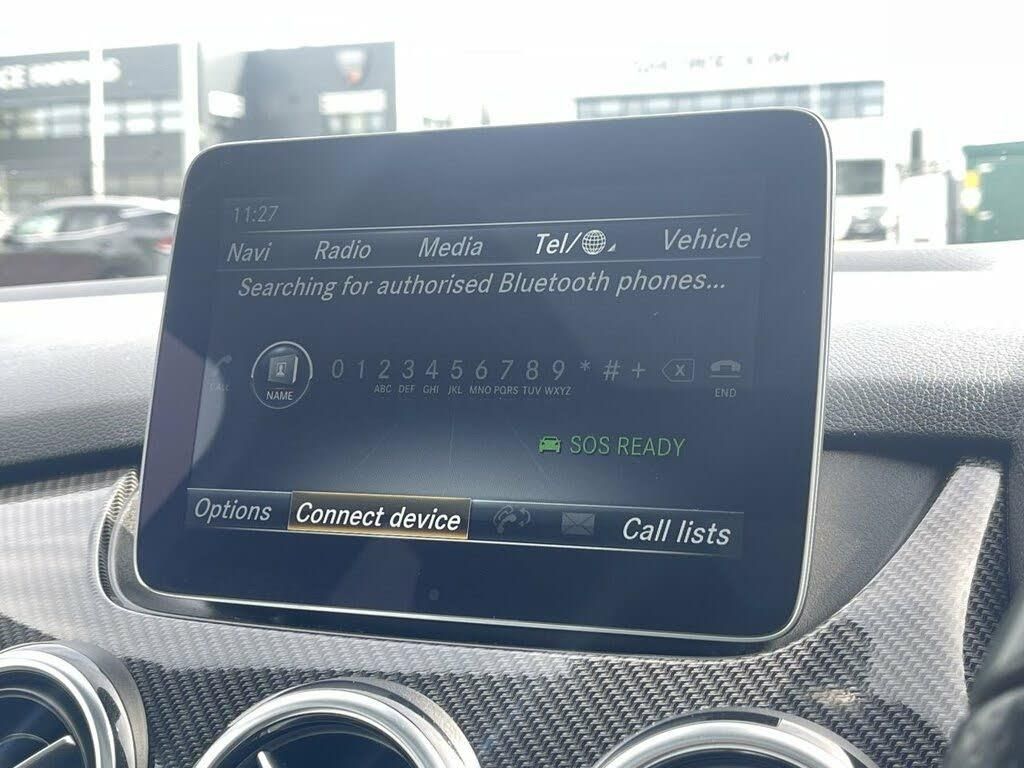 11:27
Navi Radio Media Tel/ Vehicle
Searching for authorised Bluetooth phones...
CALL NAME 0 1 2 ABC 3 DEF 4 GHI 5 JKL 6 MNO 7 PQRS 8 TUV 9 WXYZ * # + X END
SOS READY
Options Connect device Call lists